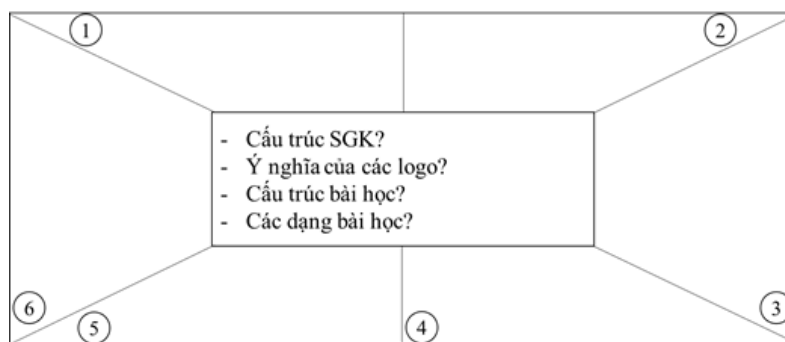 1
2
- Cấu trúc SGK?
- Ý nghĩa của các logo?
- Cấu trúc bài học?
- Các dạng bài học?
6
5
4
3